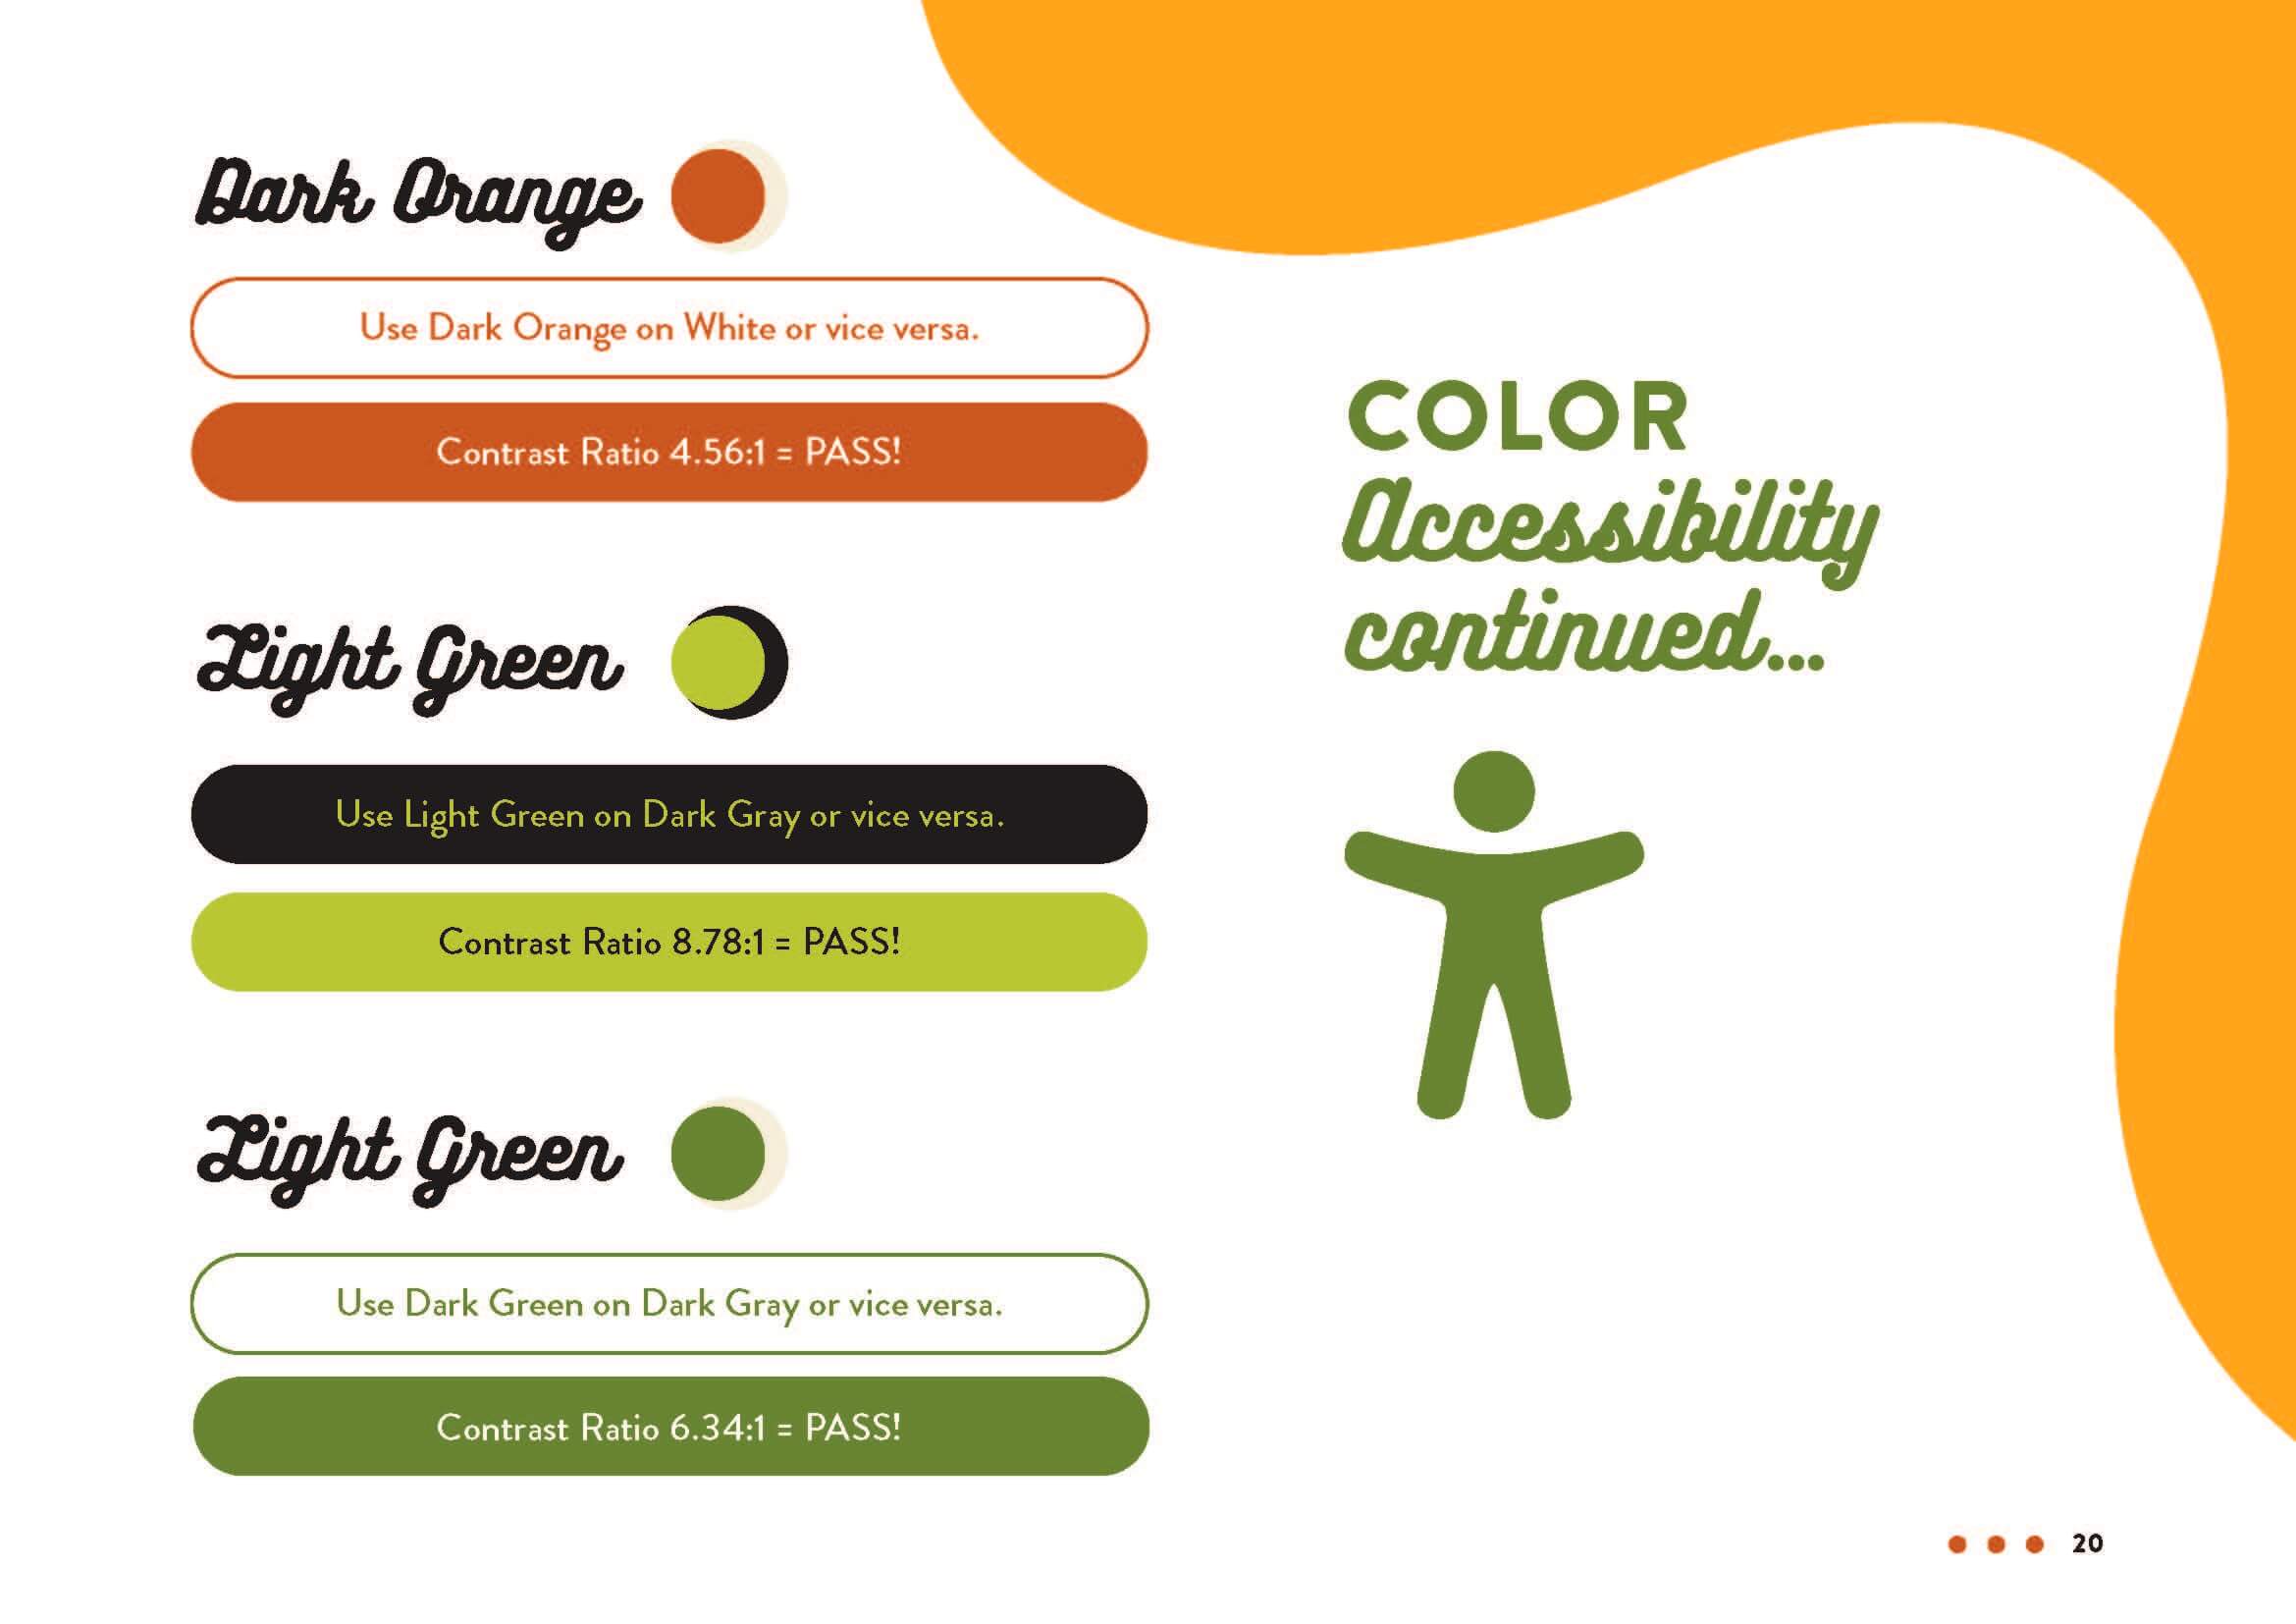 Dark Orange
Use Dark Orange on White or vice versa.
Contrast Ratio 4.56:1 = PASS!
Light Green
Use Light Green on Dark Gray or vice versa.
Contrast Ratio 8.78:1 = PASS!
Light Green
Use Dark Green on Dark Gray or vice versa.
Contrast Ratio 6.34:1 = PASS!
COLOR
Accessibility
continued...
20